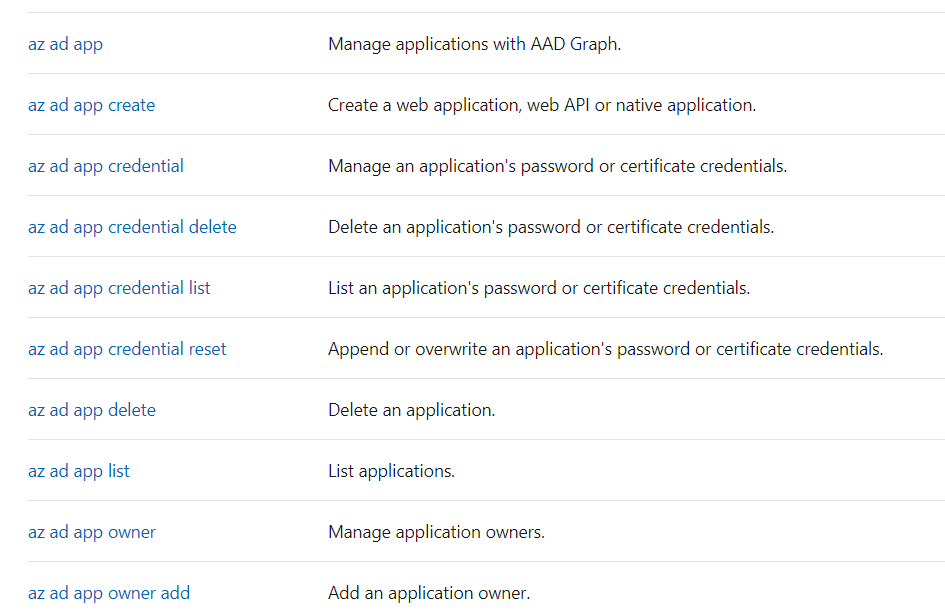 az ad app Manage applications with AAD Graph.
az ad app create Create a web application, web API or native application.
az ad app credential Manage an application's password or certificate credentials.
az ad app credential delete Delete an application's password or certificate credentials.
az ad app credential list List an application's password or certificate credentials.
az ad app credential reset Append or overwrite an application's password or certificate credentials.
az ad app delete Delete an application.
az ad app list List applications.
az ad app owner Manage application owners.
az ad app owner add Add an application owner.